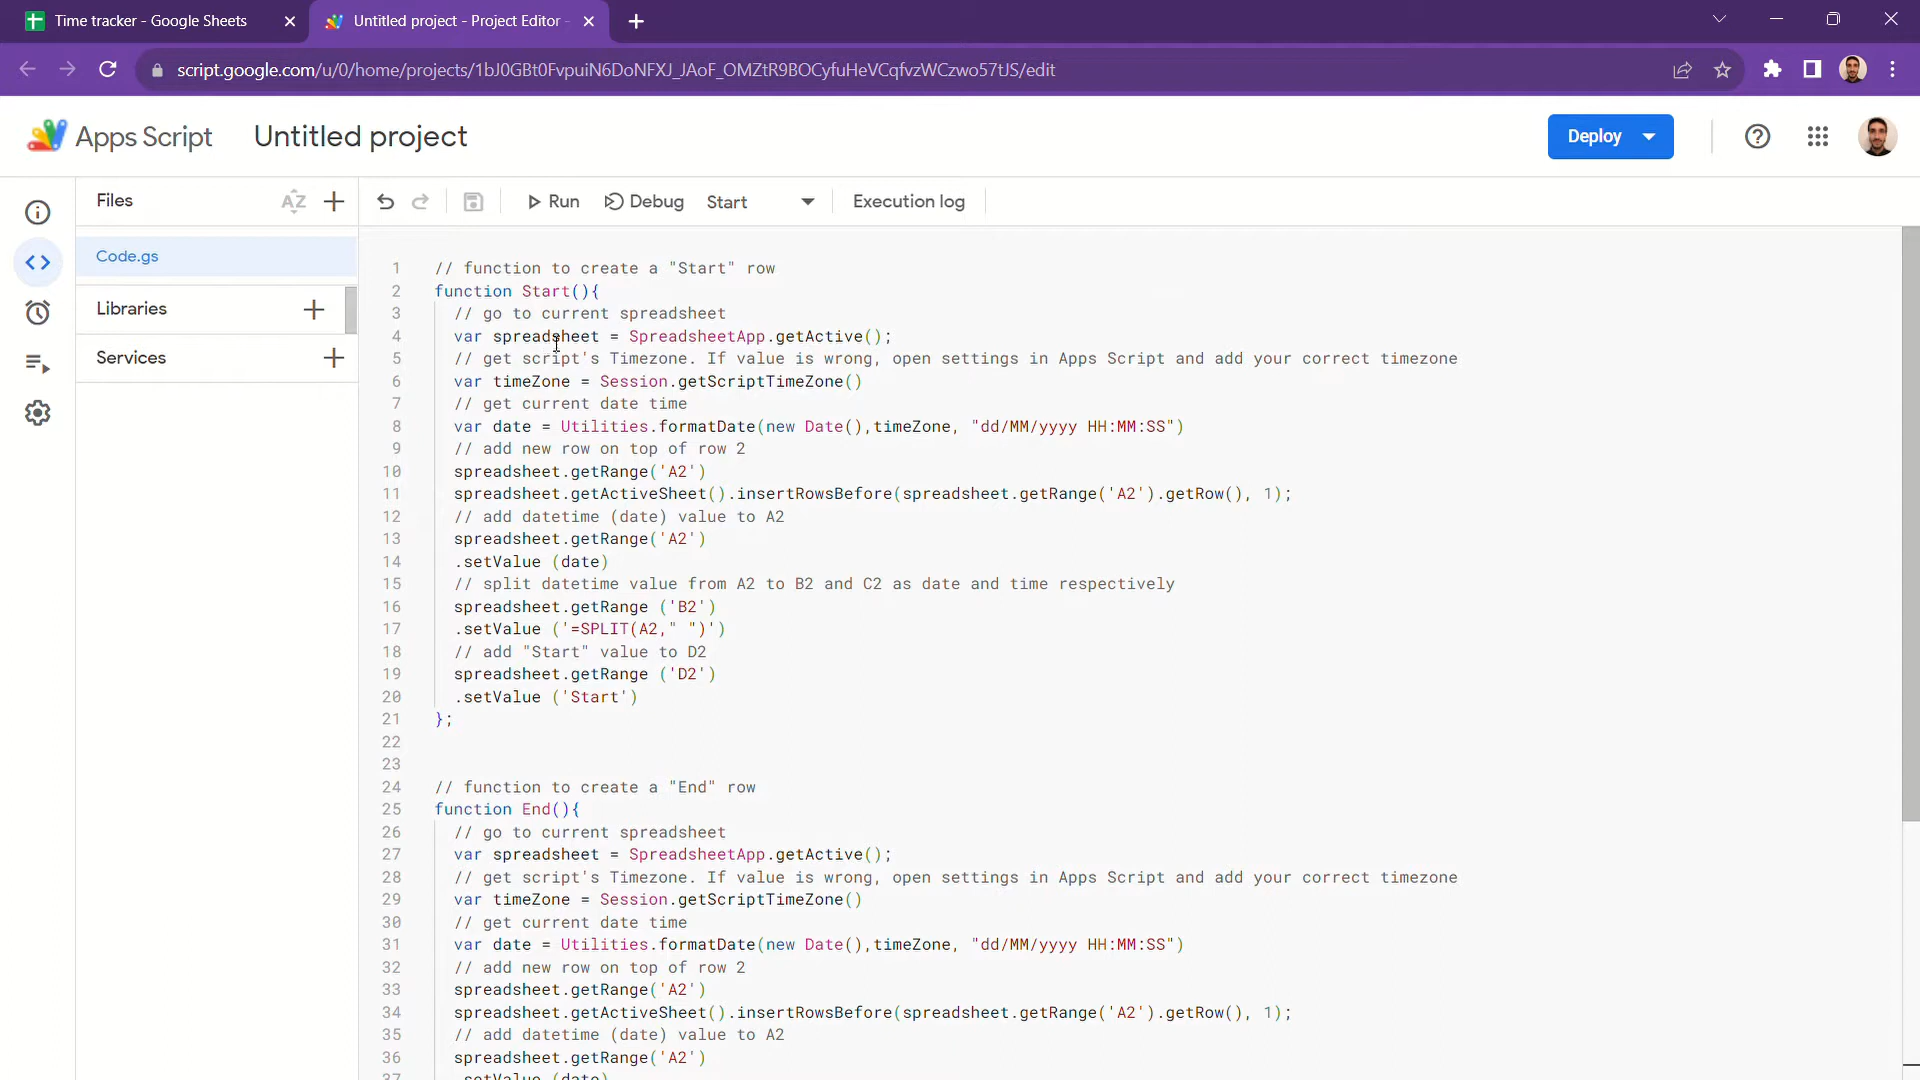 Time tracker - Google Sheets
Untitled project - Project Editor -
script.google.com/u/0/home/projects/1bJ0GBt0FvpuiN6DoNFXJ_JAoF_OMZtR9BOCyfuHeVCqfvzWCzwo57tJS/edit
Apps Script
Untitled project
Deploy
Files
AZ
Run
Debug
Start
Execution log
Code.gs
Libraries
Services
1 // function to create a "Start" row
2 function Start(){
3 // go to current spreadsheet
4 var spreadsheet = SpreadsheetApp.getActive();
5 // get script's Timezone. If value is wrong, open settings in Apps Script and add your correct timezone
6 var timeZone = Session.getScriptTimeZone()
7 // get current date time
8 var date = Utilities.formatDate(new Date(),timeZone, "dd/MM/yyyy HH:MM:SS")
9 // add new row on top of row 2
10 spreadsheet.getRange('A2')
11 spreadsheet.getActiveSheet().insertRowsBefore(spreadsheet.getRange('A2').getRow(), 1);
12 // add datetime (date) value to A2
13 spreadsheet.getRange('A2')
14 .setValue (date)
15 // split datetime value from A2 to B2 and C2 as date and time respectively
16 spreadsheet.getRange ('B2')
17 .setValue ('=SPLIT(A2," ")')
18 // add "Start" value to D2
19 spreadsheet.getRange ('D2')
20 .setValue ('Start')
21 };
22
23
24 // function to create a "End" row
25 function End(){
26 // go to current spreadsheet
27 var spreadsheet = SpreadsheetApp.getActive();
28 // get script's Timezone. If value is wrong, open settings in Apps Script and add your correct timezone
29 var timeZone = Session.getScriptTimeZone()
30 // get current date time
31 var date = Utilities.formatDate(new Date(),timeZone, "dd/MM/yyyy HH:MM:SS")
32 // add new row on top of row 2
33 spreadsheet.getRange('A2')
34 spreadsheet.getActiveSheet().insertRowsBefore(spreadsheet.getRange('A2').getRow(), 1);
35 // add datetime (date) value to A2
36 spreadsheet.getRange('A2')
37 .setValue (date)